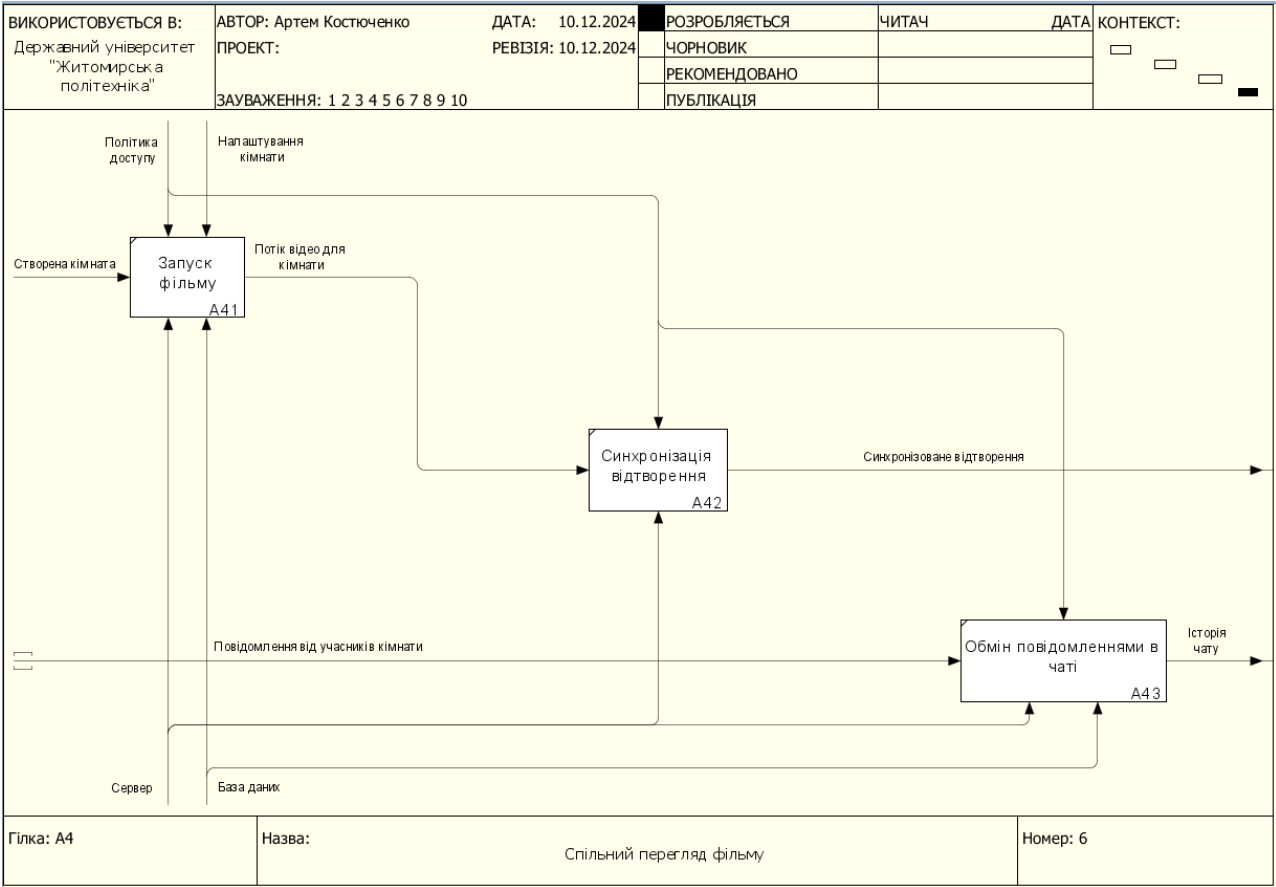 ВИКОРИСТОВУЄТЬСЯ В:
Державний університет
"Житомирська
політехніка"
АВТОР: Артем Костюченко
ДАТА: 10.12.2024
ПРОЕКТ:
РЕВІЗІЯ: 10.12.2024
ЗАУВАЖЕННЯ: 1 2 3 4 5 6 7 8 9 10
РОЗРОБЛЯЄТЬСЯ
ЧОРНОВИК
РЕКОМЕНДОВАНО
ПУБЛІКАЦІЯ
ЧИТАЧ
ДАТА
КОНТЕКСТ:
Політика
доступу
Налаштування
кімнати
Створена кімната
Запуск
фільму
A41
Потік відео для
кімнати
Синхронізація
відтворення
A42
Синхронізоване відтворення
Повідомлення від учасників кімнати
Обмін повідомленнями в
чаті
A43
Історія
чату
Сервер
База даних
Гілка: A4
Назва:
Спільний перегляд фільму
Номер: 6